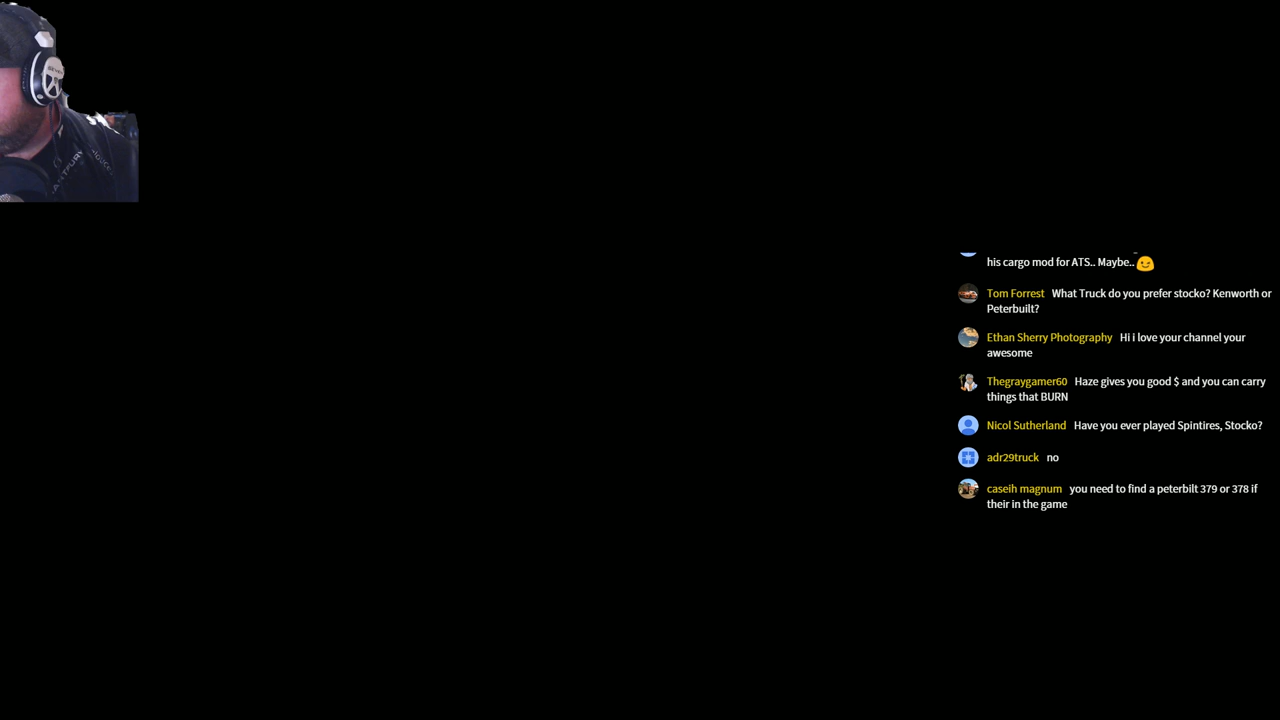 his cargo mod for ATS.. Maybe..
Tom Forrest What Truck do you prefer stocko? Kenworth or
Peterbuilt?
Ethan Sherry Photography Hi i love your channel your
awesome
Thegraygamer60 Haze gives you good $ and you can carry
things that BURN
Nicol Sutherland Have you ever played Spintires, Stocko?
adr29truck no
caseih magnum you need to find a peterbilt 379 or 378 if
their in the game